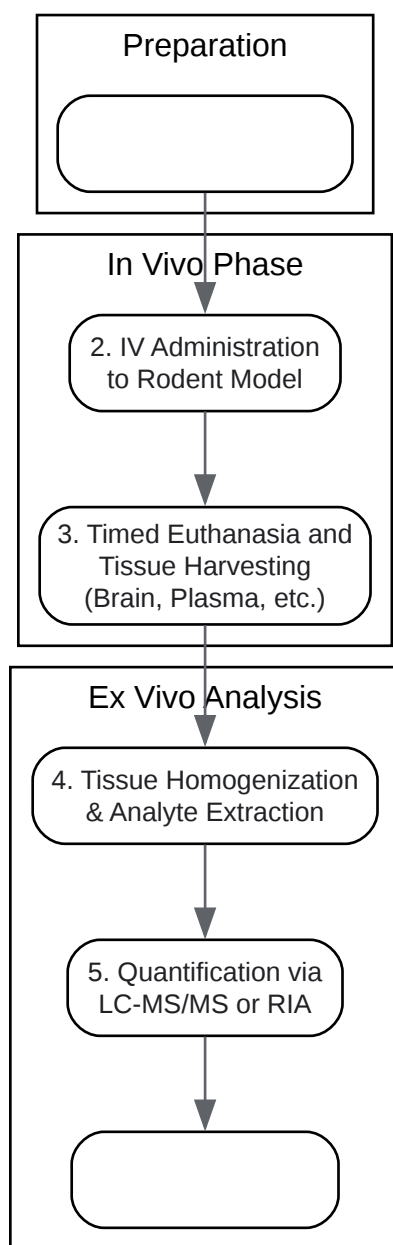 Preparation
In Vivo Phase
2. IV Administration
to Rodent Model
3. Timed Euthanasia and
Tissue Harvesting
(Brain, Plasma, etc.)
Ex Vivo Analysis
4. Tissue Homogenization
& Analyte Extraction
5. Quantification via
LC-MS/MS or RIA